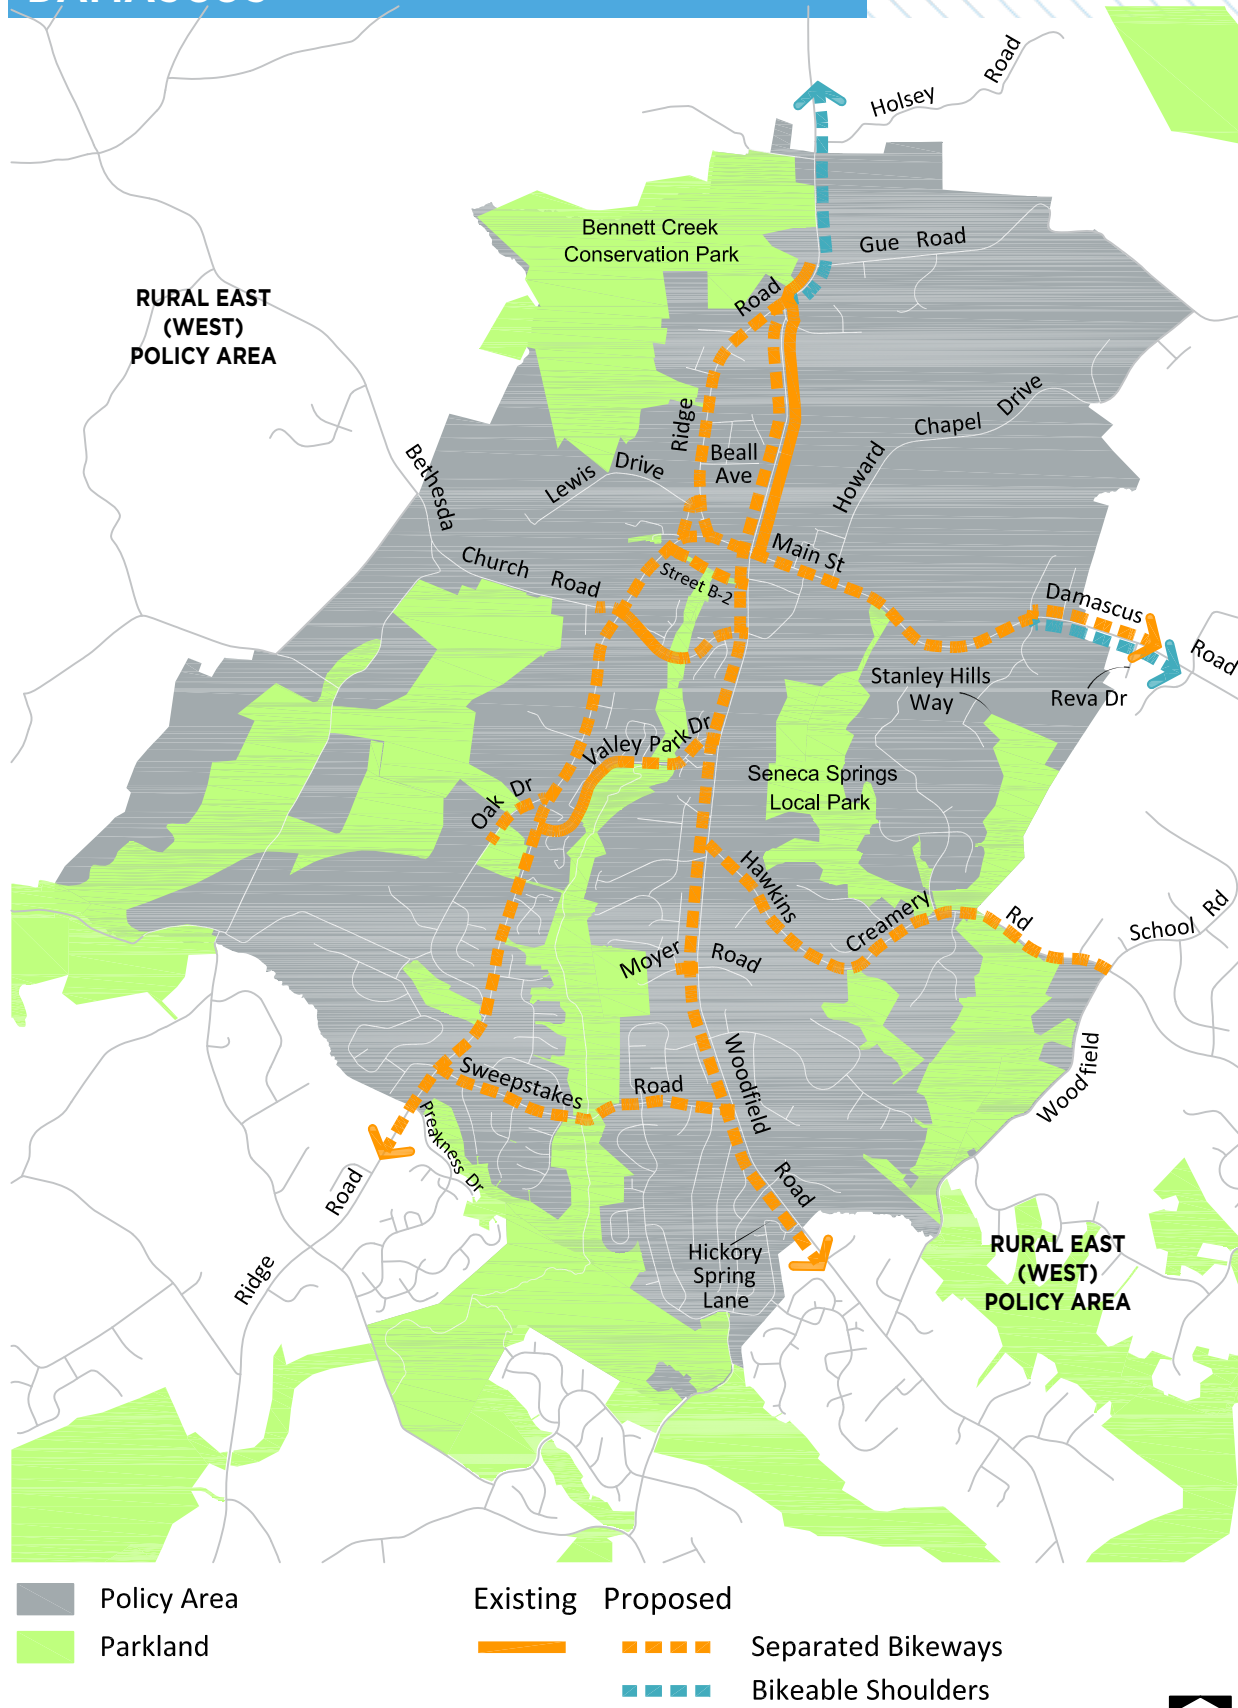 DAMASCUS
Holsey Road
Bennett Creek
Conservation Park
Gue Road
RURAL EAST
(WEST)
POLICY AREA
Road
Ridge
Chapel Drive
Howard
Beall
Ave
Lewis Drive
Bethesda
Church Road
Main St
Street B-2
Damascus
Road
Stanley Hills
Way
Reva Dr
Valley Park Dr
Oak Dr
Seneca Springs
Local Park
Hawkins
Creamery
Rd
School Rd
Moyer Road
Woodfield
Sweepstakes Road
Woodfield
Preakness Dr
Road
Road
Ridge
Hickory
Spring
Lane
RURAL EAST
(WEST)
POLICY AREA
Policy Area
Parkland
Existing Proposed
Separated Bikeways
Bikeable Shoulders